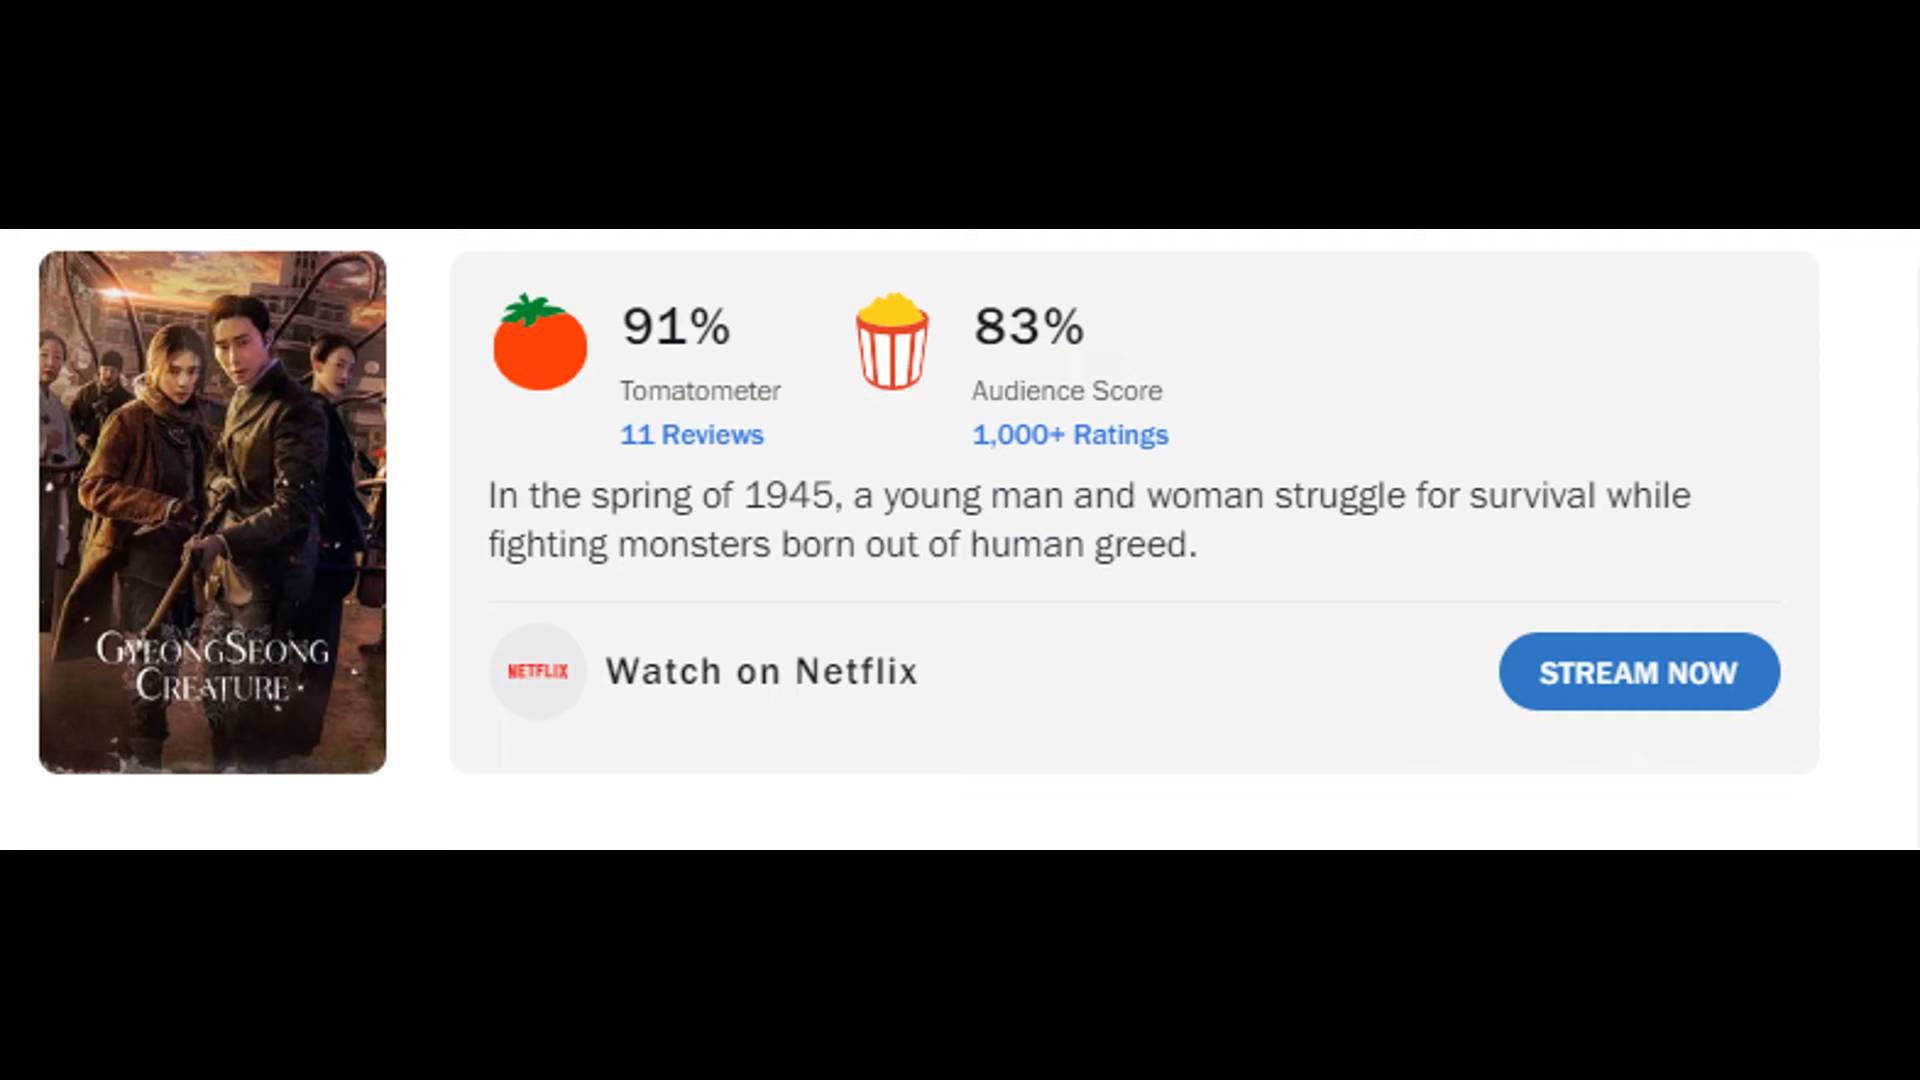 GYEONGSEONG
CREATURE
91%
Tomatometer
11 Reviews
83%
Audience Score
1,000+ Ratings
In the spring of 1945, a young man and woman struggle for survival while
fighting monsters born out of human greed.
NETFLIX
Watch on Netflix
STREAM NOW